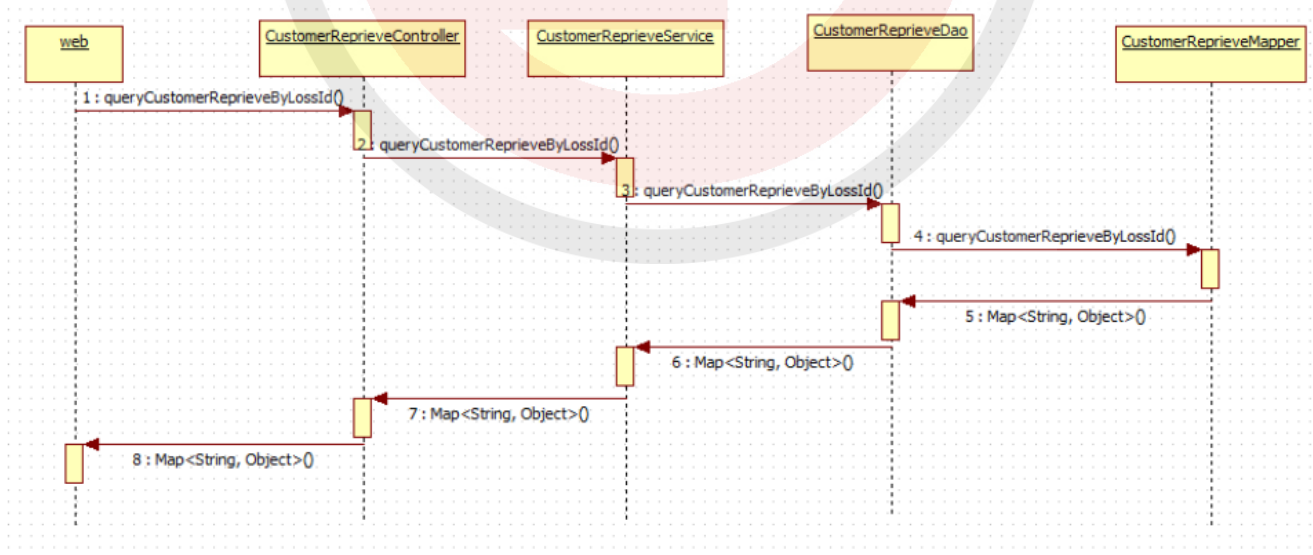 web
CustomerReprieveController
CustomerReprieveService
CustomerReprieveDao
CustomerReprieveMapper
1 : queryCustomerReprieveByLossId()
2 : queryCustomerReprieveByLossId()
3 : queryCustomerReprieveByLossId()
4 : queryCustomerReprieveByLossId()
5 : Map<String, Object>()
6 : Map<String, Object>()
7 : Map<String, Object>()
8 : Map<String, Object>()